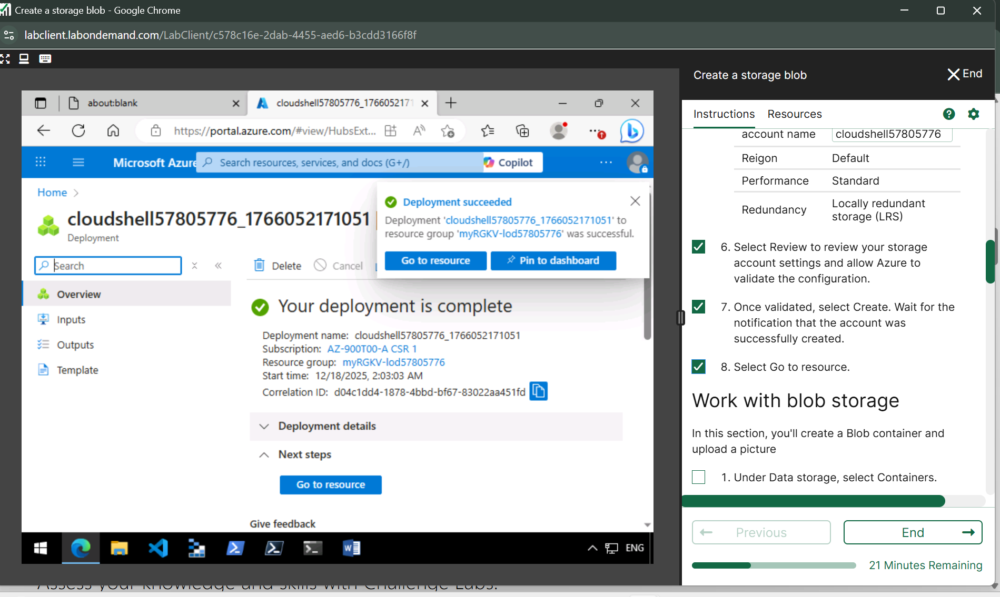 Create a storage blob - Google Chrome
labclient.labondemand.com/LabClient/c578c16e-2dab-4455-aed6-b3cdd3166f8f
about:blank
cloudshell57805776_1766052171
https://portal.azure.com/#view/HubsExt...
Microsoft Azure
Search resources, services, and docs (G+/)
Copilot
Home
cloudshell57805776_1766052171051
Deployment
Search
Delete
Cancel
Overview
Inputs
Outputs
Template
Deployment succeeded
Deployment 'cloudshell57805776_1766052171051' to
resource group 'myRGKV-lod57805776' was successful.
Go to resource
Pin to dashboard
Your deployment is complete
Deployment name: cloudshell57805776_1766052171051
Subscription: AZ-900T00-A CSR 1
Resource group: myRGKV-lod57805776
Start time: 12/18/2025, 2:03:03 AM
Correlation ID: d04c1dd4-1878-4bbd-bf67-83022aa451fd
Deployment details
Next steps
Go to resource
Give feedback
ENG
Create a storage blob
End
Instructions
Resources
account name cloudshell57805776
Reigon Default
Performance Standard
Redundancy Locally redundant
storage (LRS)
6. Select Review to review your storage
account settings and allow Azure to
validate the configuration.
7. Once validated, select Create. Wait for the
notification that the account was
successfully created.
8. Select Go to resource.
Work with blob storage
In this section, you'll create a Blob container and
upload a picture
1. Under Data storage, select Containers.
Previous
End
21 Minutes Remaining
Assess your knowledge and skills with Challenge Labs.